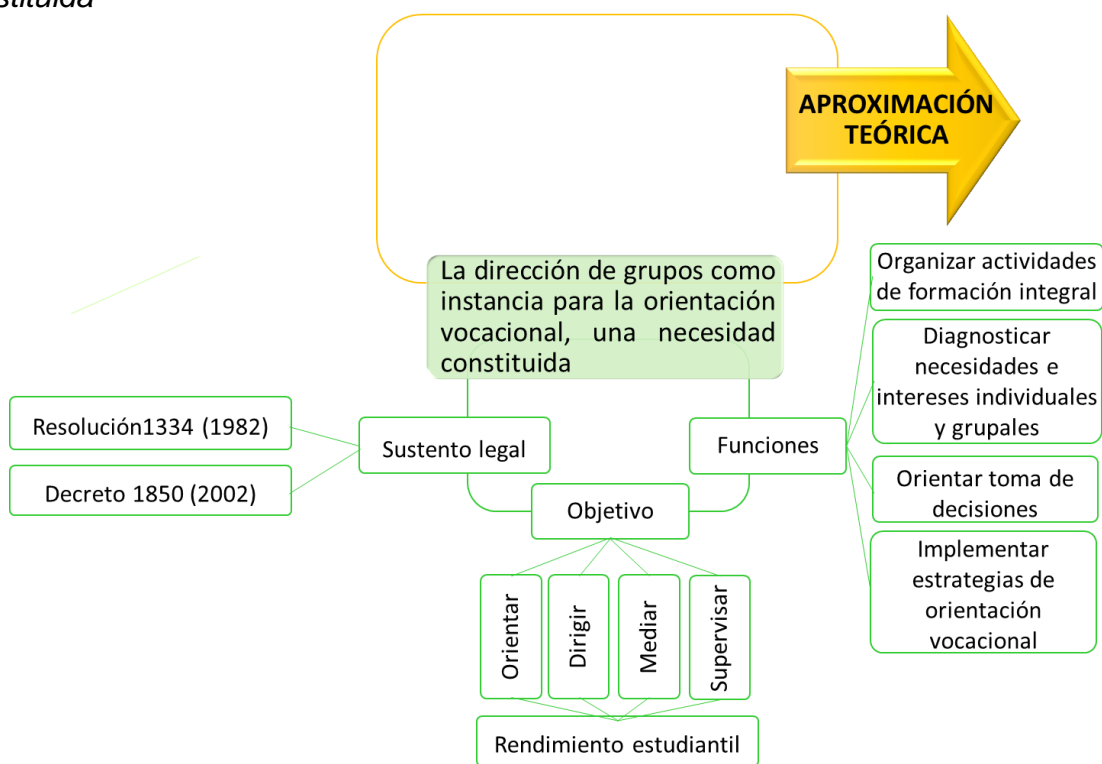 APROXIMACIÓN
TEÓRICA
La dirección de grupos como
instancia para la orientación
vocacional, una necesidad
constituida
Sustento legal
Resolución1334 (1982)
Decreto 1850 (2002)
Objetivo
Orientar
Dirigir
Mediar
Supervisar
Rendimiento estudiantil
Funciones
Organizar actividades
de formación integral
Diagnosticar
necesidades e
intereses individuales
y grupales
Orientar toma de
decisiones
Implementar
estrategias de
orientación
vocacional